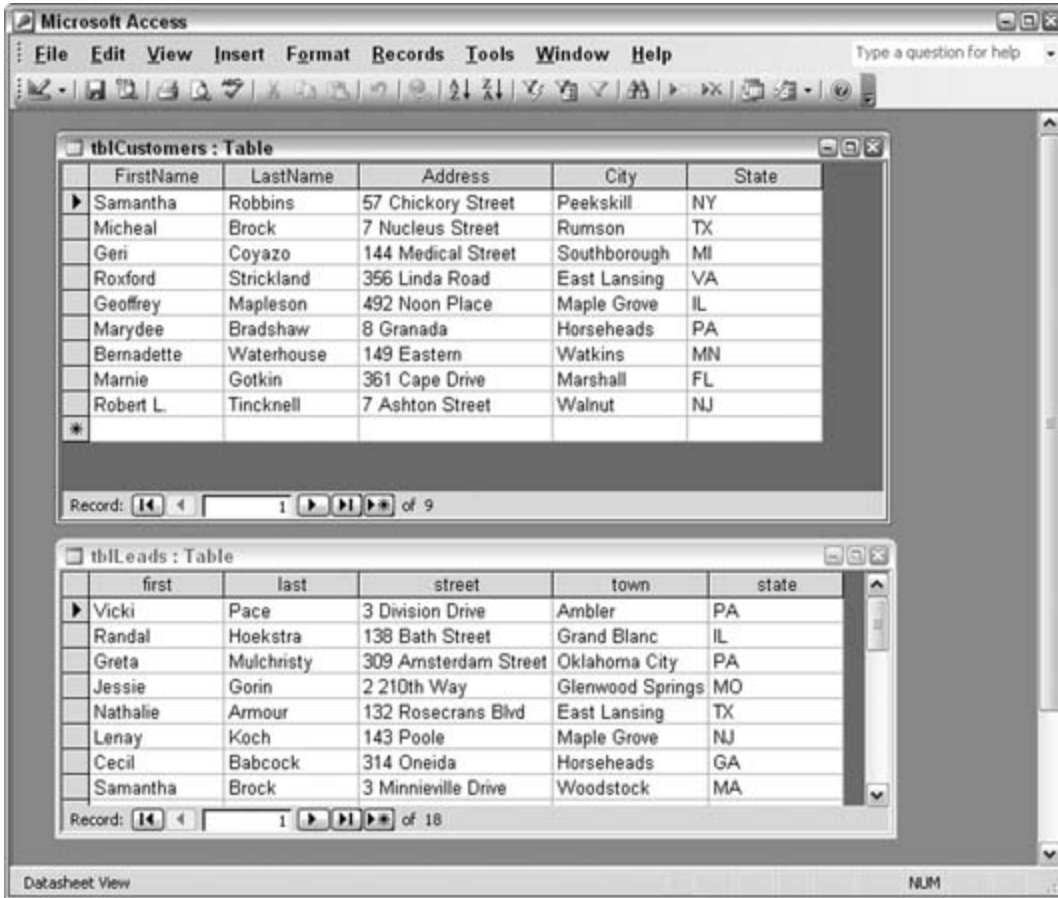 Microsoft Access
File Edit View Insert Format Records Tools Window Help Type a question for help
tblCustomers : Table
FirstName LastName Address City State
Samantha Robbins 57 Chickory Street Peekskill NY
Micheal Brock 7 Nucleus Street Rumson TX
Geri Coyazo 144 Medical Street Southborough MI
Roxford Strickland 356 Linda Road East Lansing VA
Geoffrey Mapleson 492 Noon Place Maple Grove IL
Marydee Bradshaw 8 Granada Horseheads PA
Bernadette Waterhouse 149 Eastern Watkins MN
Marnie Gotkin 361 Cape Drive Marshall FL
Robert L. Tincknell 7 Ashton Street Walnut NJ
Record: 1 of 9
tblLeads : Table
first last street town state
Vicki Pace 3 Division Drive Ambler PA
Randal Hoekstra 138 Bath Street Grand Blanc IL
Greta Mulchristy 309 Amsterdam Street Oklahoma City PA
Jessie Gorin 2 210th Way Glenwood Springs MO
Nathalie Armour 132 Rosecrans Blvd East Lansing TX
Lenay Koch 143 Poole Maple Grove NJ
Cecil Babcock 314 Oneida Horseheads GA
Samantha Brock 3 Minnieville Drive Woodstock MA
Record: 1 of 18
Datasheet View NUM